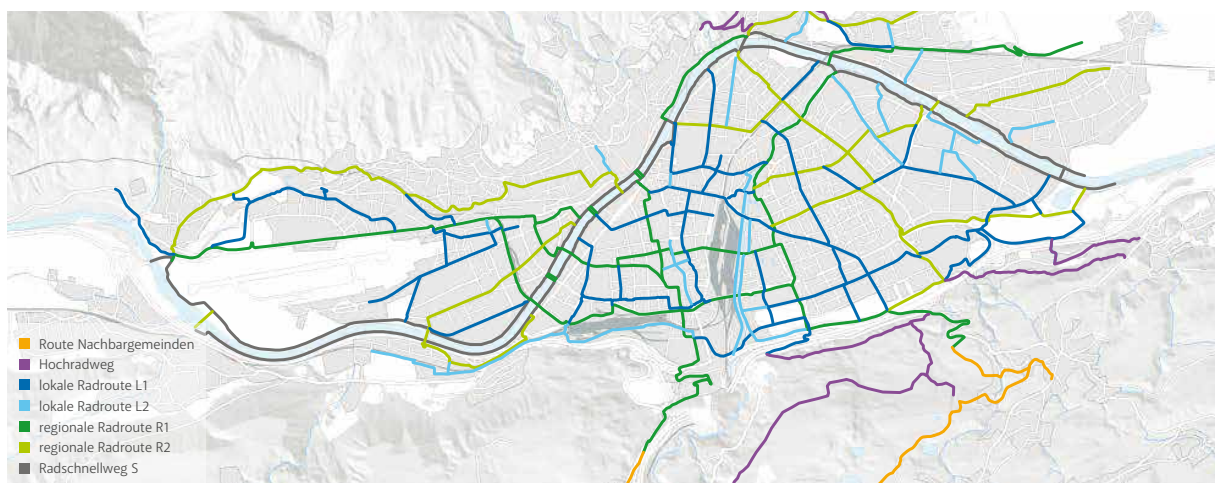 Route Nachbargemeinden
Hochradweg
lokale Radroute L1
lokale Radroute L2
regionale Radroute R1
regionale Radroute R2
Radschnellweg S